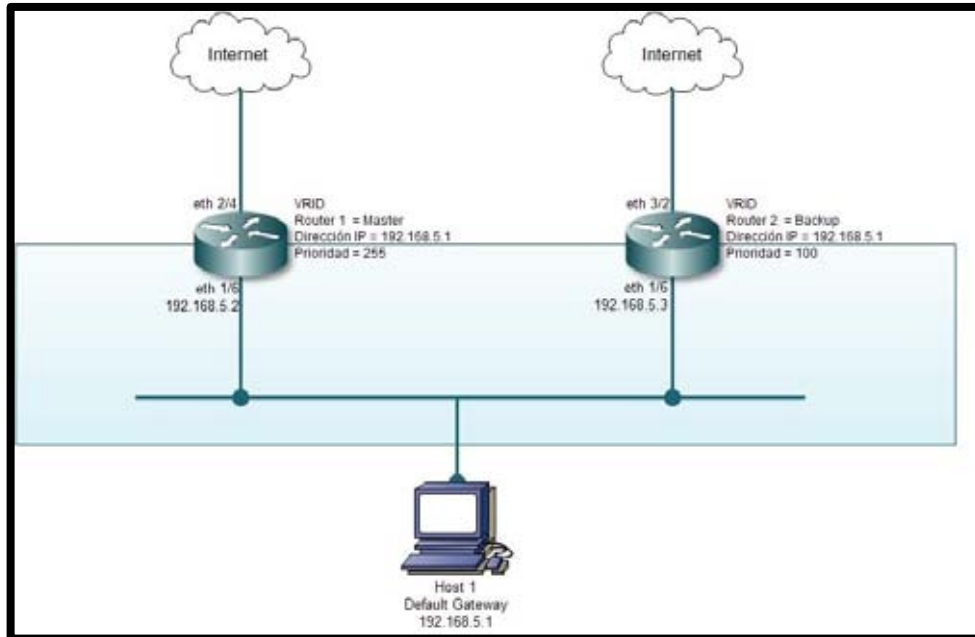 Internet
Internet
eth 2/4
VRID
Router 1 = Master
Dirección IP = 192.168.5.1
Prioridad = 255
eth 1/6
192.168.5.2
eth 3/2
VRID
Router 2 = Backup
Dirección IP = 192.168.5.1
Prioridad = 100
eth 1/6
192.168.5.3
Host 1
Default Gateway
192.168.5.1